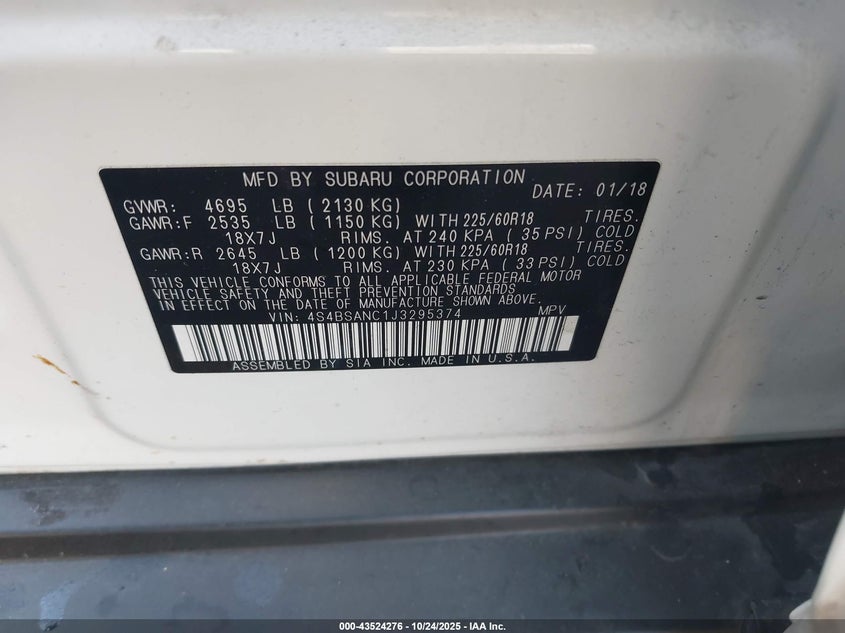 MFD BY SUBARU CORPORATION DATE: 01/18
GVWR: 4695 LB ( 2130 KG)
GAWR:F 2535 LB ( 1150 KG) WITH 225/60R18 TIRES.
18X7J RIMS. AT 240 KPA ( 35 PSI) COLD
GAWR:R 2645 LB ( 1200 KG) WITH 225/60R18 TIRES.
18X7J RIMS. AT 230 KPA ( 33 PSI) COLD
THIS VEHICLE CONFORMS TO ALL APPLICABLE FEDERAL MOTOR
VEHICLE SAFETY AND THEFT PREVENTION STANDARDS
IN EFFECT ON THE DATE OF MANUFACTURE SHOWN ABOVE.
VIN: 4S4BSANC1J3295374 MPV
ASSEMBLED BY SIA INC. MADE IN U.S.A.
000-43524276 - 10/24/2025 - IAA Inc.